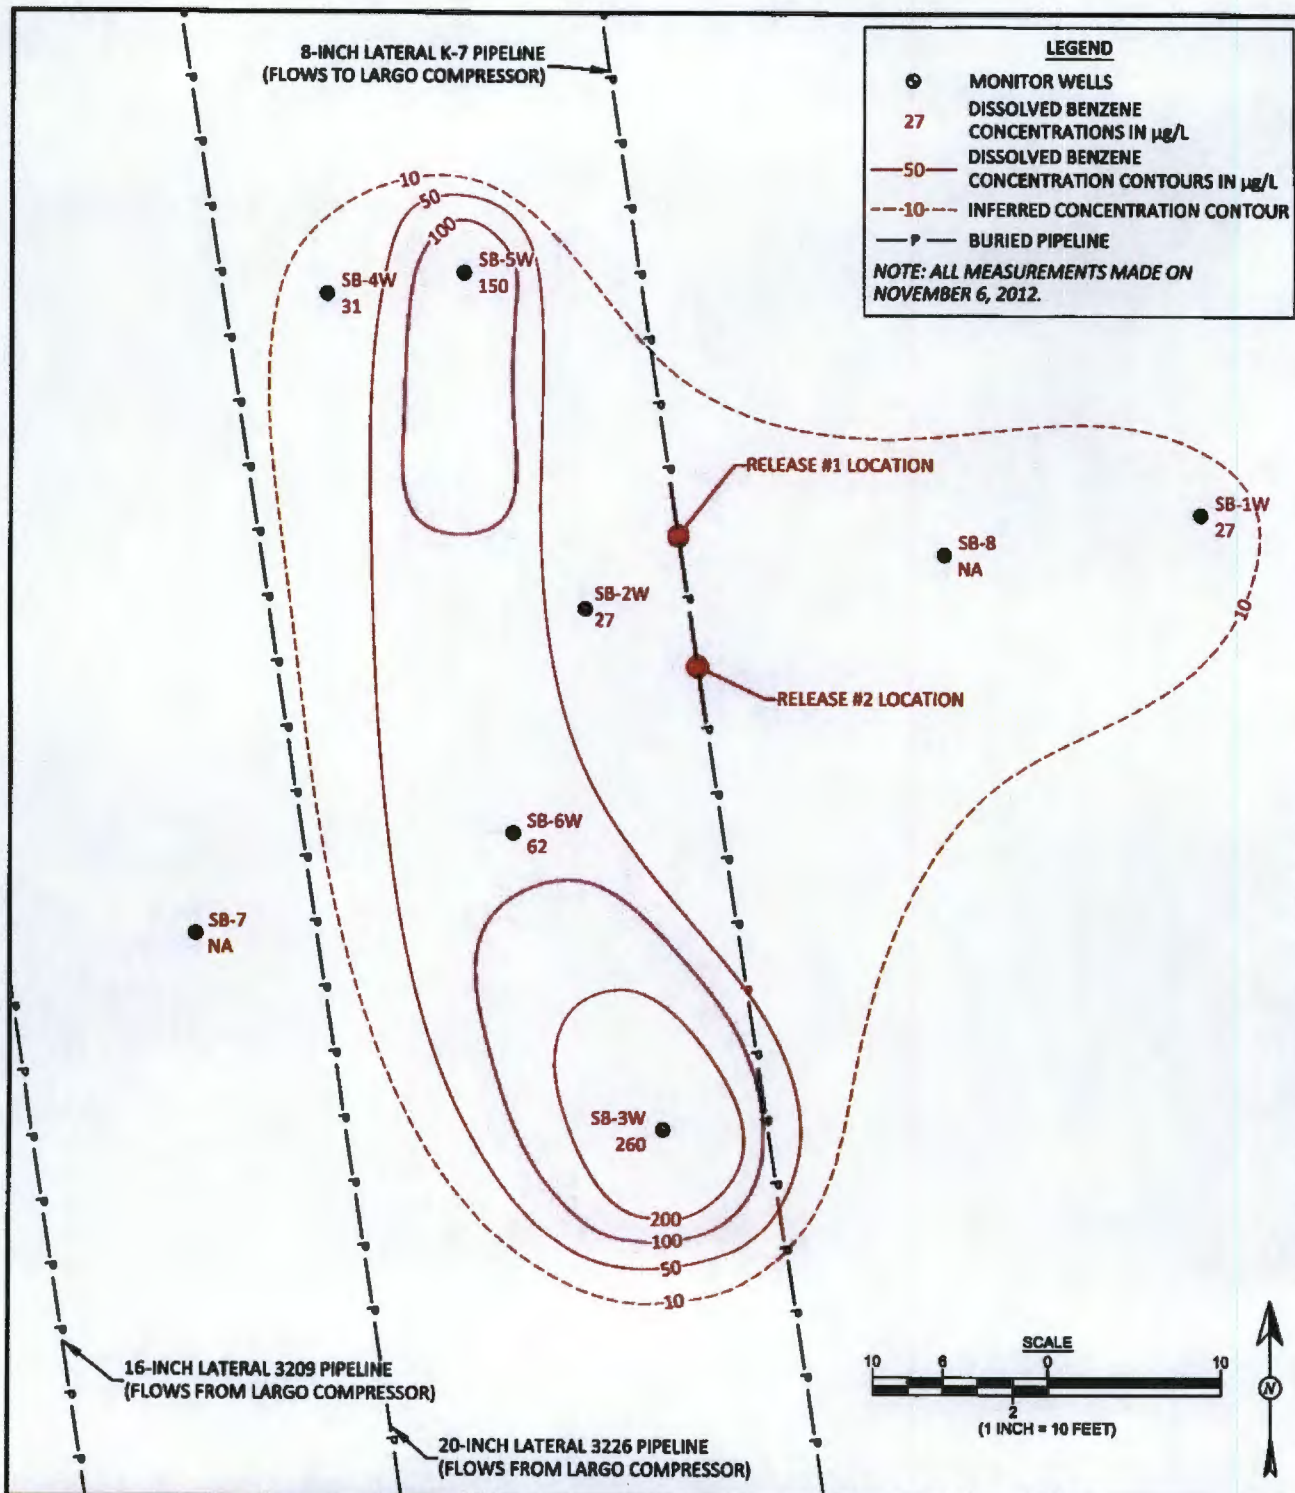 8-INCH LATERAL K-7 PIPELINE
(FLOWS TO LARGO COMPRESSOR)
LEGEND
MONITOR WELLS
27
DISSOLVED BENZENE
CONCENTRATIONS IN µg/L
50
DISSOLVED BENZENE
CONCENTRATION CONTOURS IN µg/L
10
INFERRED CONCENTRATION CONTOUR
P
BURIED PIPELINE
NOTE: ALL MEASUREMENTS MADE ON
NOVEMBER 6, 2012.
10
50
100
SB-5W
150
SB-4W
31
RELEASE #1 LOCATION
SB-1W
27
SB-8
NA
SB-2W
27
10
RELEASE #2 LOCATION
SB-6W
62
SB-7
NA
SB-3W
260
200
100
50
10
16-INCH LATERAL 3209 PIPELINE
(FLOWS FROM LARGO COMPRESSOR)
20-INCH LATERAL 3226 PIPELINE
(FLOWS FROM LARGO COMPRESSOR)
SCALE
10 6 0 10
2
(1 INCH = 10 FEET)
N